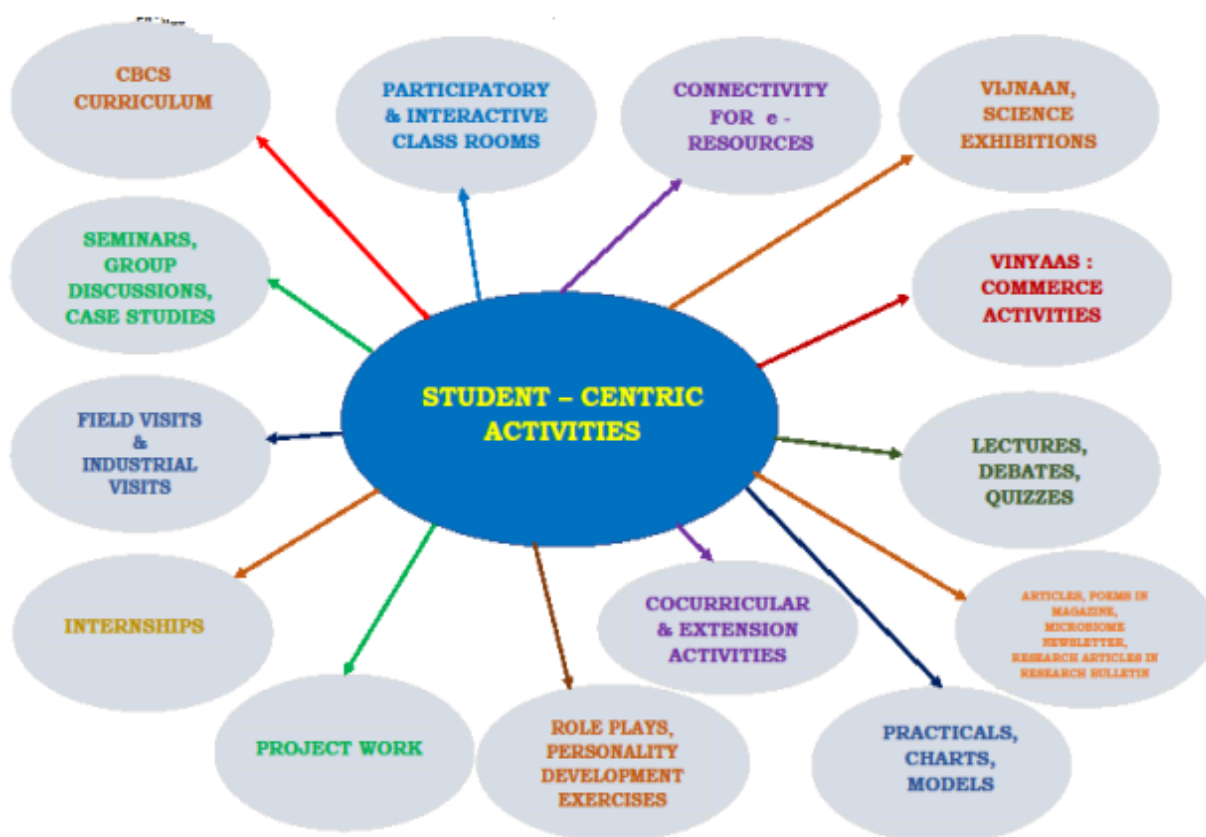 CBCS
CURRICULUM
PARTICIPATORY
& INTERACTIVE
CLASS ROOMS
CONNECTIVITY
FOR e -
RESOURCES
VIJNAAN,
SCIENCE
EXHIBITIONS
SEMINARS,
GROUP
DISCUSSIONS,
CASE STUDIES
VINYAAS :
COMMERCE
ACTIVITIES
STUDENT – CENTRIC
ACTIVITIES
FIELD VISITS
&
INDUSTRIAL
VISITS
LECTURES,
DEBATES,
QUIZZES
INTERNSHIPS
COCURRICULAR
& EXTENSION
ACTIVITIES
ARTICLES, POEMS IN
MAGAZINE,
MICROBIOME
NEWSLETTER,
RESEARCH ARTICLES IN
RESEARCH BULLETIN
PROJECT WORK
ROLE PLAYS,
PERSONALITY
DEVELOPMENT
EXERCISES
PRACTICALS,
CHARTS,
MODELS